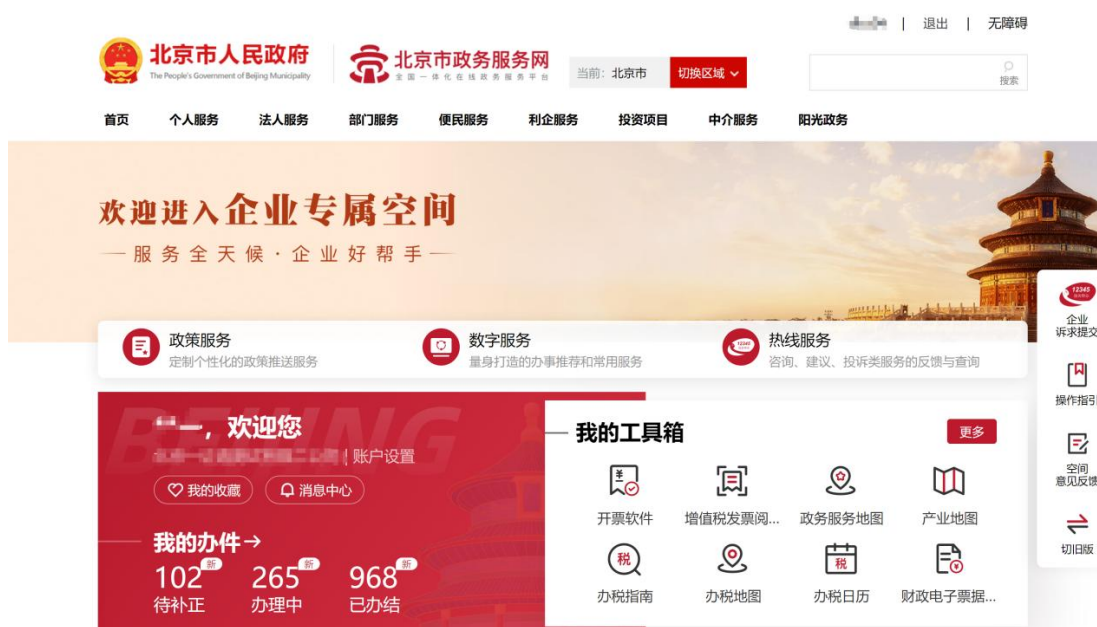 退出 | 无障碍
北京市人民政府
The People's Government of Beijing Municipality
北京市政务服务网
全国一体化在线政务服务平台
当前：北京市
切换区域
搜索
首页 个人服务 法人服务 部门服务 便民服务 利企服务 投资项目 中介服务 阳光政务
欢迎进入企业专属空间
服务全天候·企业好帮手
政策服务
定制个性化的政策推送服务
数字服务
量身打造的办事推荐和常用服务
12345
热线服务
咨询、建议、投诉类服务的反馈与查询
12345
企业
诉求提交
操作指引
空间
意见反馈
切旧版
BEIJING
一，欢迎您
| 账户设置
我的收藏
消息中心
我的办件→
102 新
待补正
265 新
办理中
968 新
已办结
我的工具箱
更多
开票软件 增值税发票阅... 政务服务地图 产业地图
税 税
办税指南 办税地图 办税日历 财政电子票据...